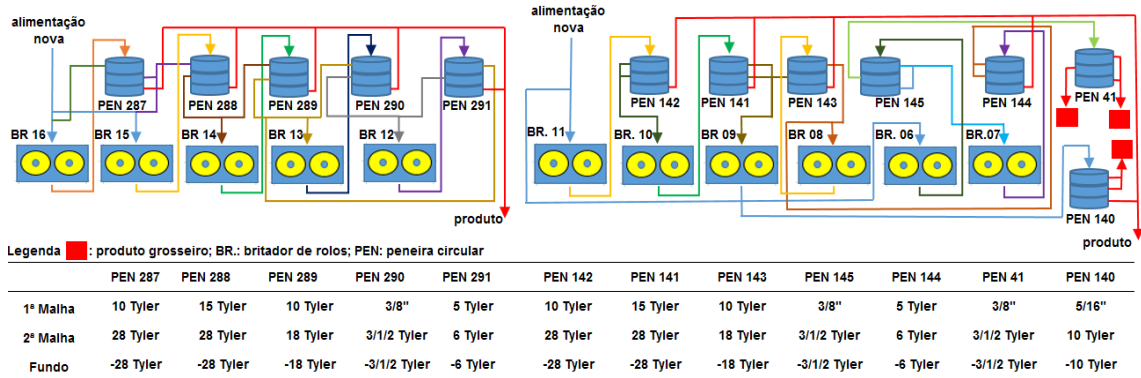 alimentação
nova
PEN 287
PEN 288
PEN 289
PEN 290
PEN 291
BR 16
BR 15
BR 14
BR 13
BR 12
produto
alimentação
nova
PEN 142
PEN 141
PEN 143
PEN 145
PEN 144
PEN 41
BR. 11
BR. 10
BR 09
BR 08
BR. 06
BR.07
PEN 140
produto
Legenda : produto grosseiro; BR.: britador de rolos; PEN: peneira circular
PEN 287 PEN 288 PEN 289 PEN 290 PEN 291 PEN 142 PEN 141 PEN 143 PEN 145 PEN 144 PEN 41 PEN 140
1ª Malha 10 Tyler 15 Tyler 10 Tyler 3/8" 5 Tyler 10 Tyler 15 Tyler 10 Tyler 3/8" 5 Tyler 3/8" 5/16"
2ª Malha 28 Tyler 28 Tyler 18 Tyler 3/1/2 Tyler 6 Tyler 28 Tyler 28 Tyler 18 Tyler 3/1/2 Tyler 6 Tyler 3/1/2 Tyler 10 Tyler
Fundo -28 Tyler -28 Tyler -18 Tyler -3/1/2 Tyler -6 Tyler -28 Tyler -28 Tyler -18 Tyler -3/1/2 Tyler -6 Tyler -3/1/2 Tyler -10 Tyler